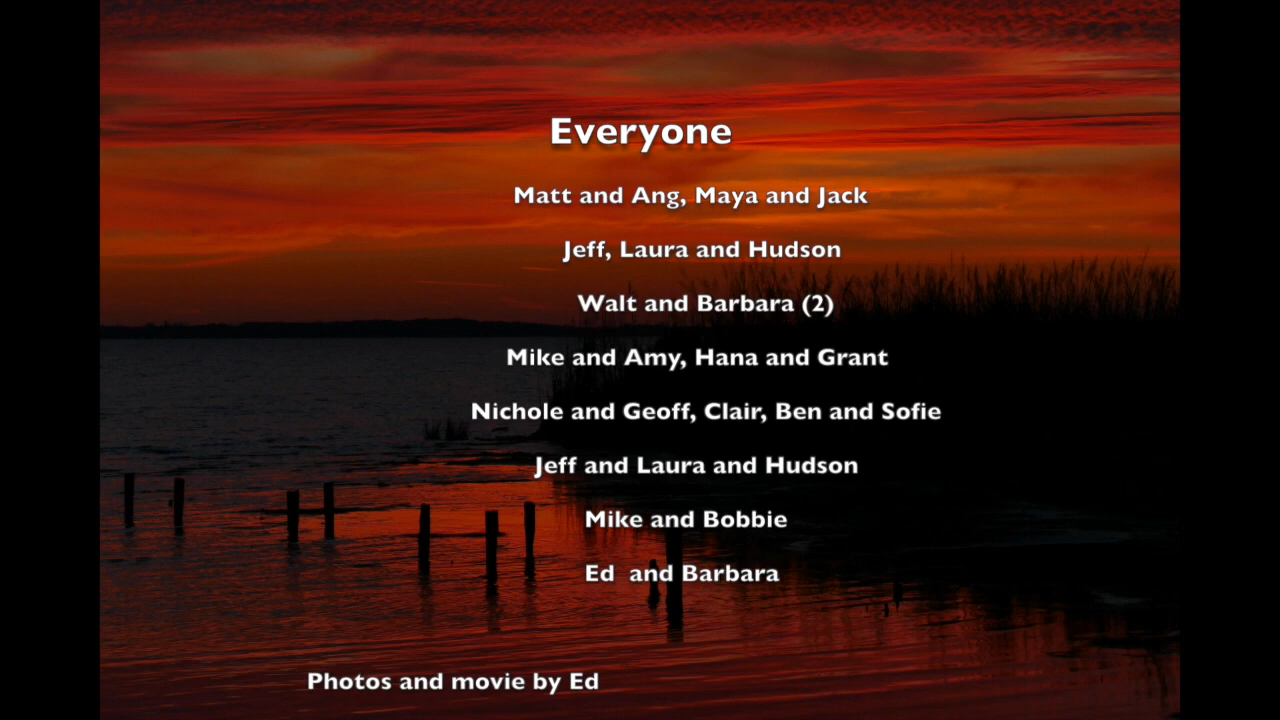 Everyone
Matt and Ang, Maya and Jack
Jeff, Laura and Hudson
Walt and Barbara (2)
Mike and Amy, Hana and Grant
Nichole and Geoff, Clair, Ben and Sofie
Jeff and Laura and Hudson
Mike and Bobbie
Ed  and Barbara
Photos and movie by Ed